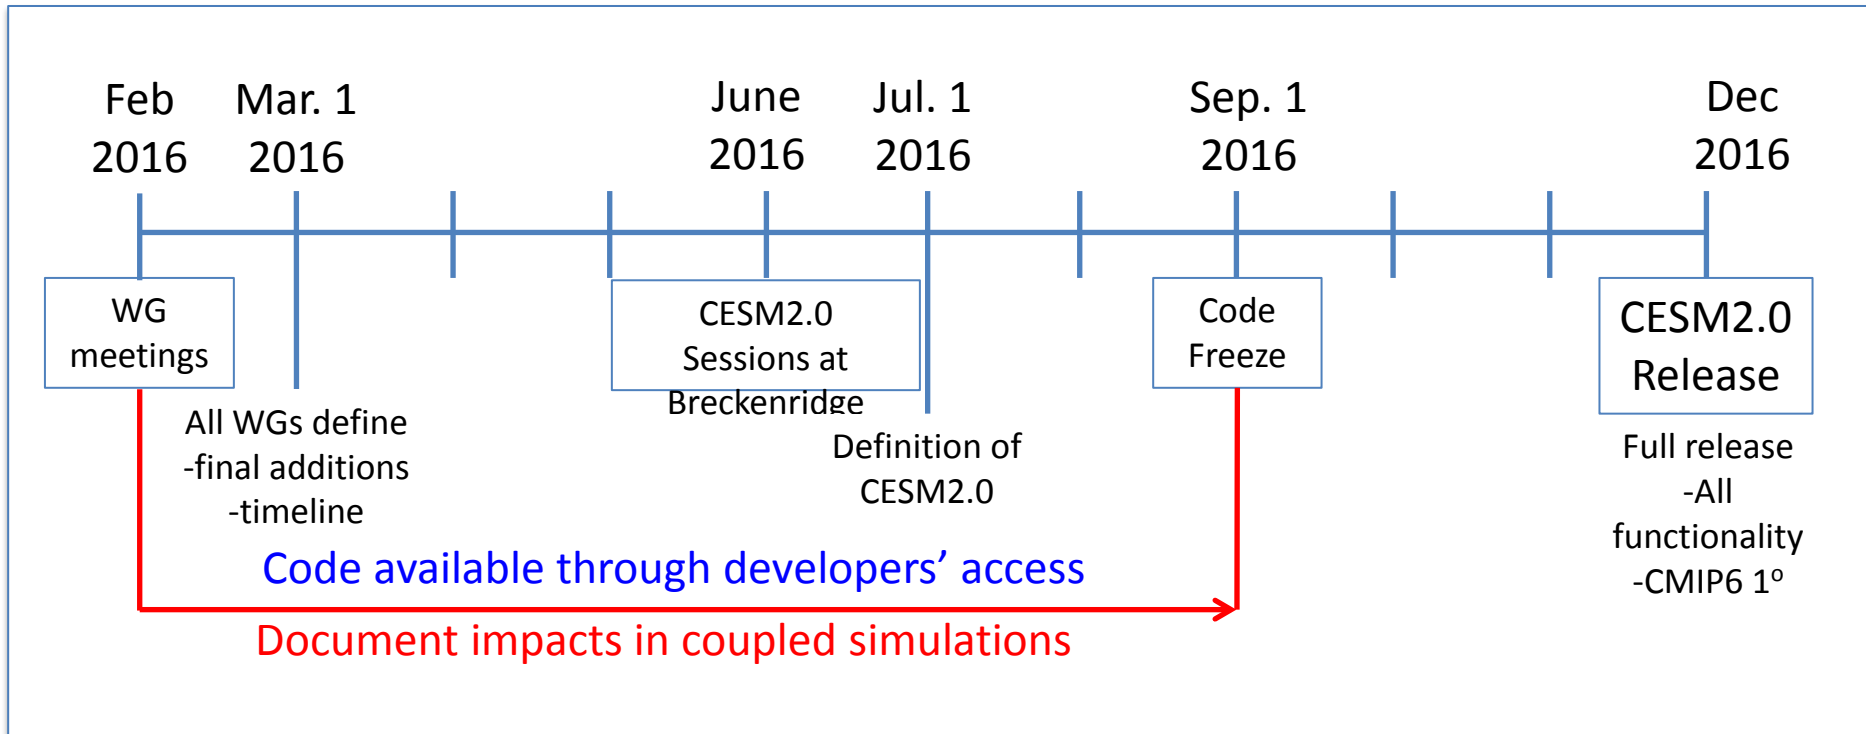 Feb
2016
Mar. 1
2016
June
2016
Jul. 1
2016
Sep. 1
2016
Dec
2016
WG
meetings
All WGs define
-final additions
-timeline
CESM2.0
Sessions at
Breckenridge
Definition of
CESM2.0
Code
Freeze
CESM2.0
Release
Full release
-All
functionality
-CMIP6 1º
Code available through developers’ access
Document impacts in coupled simulations